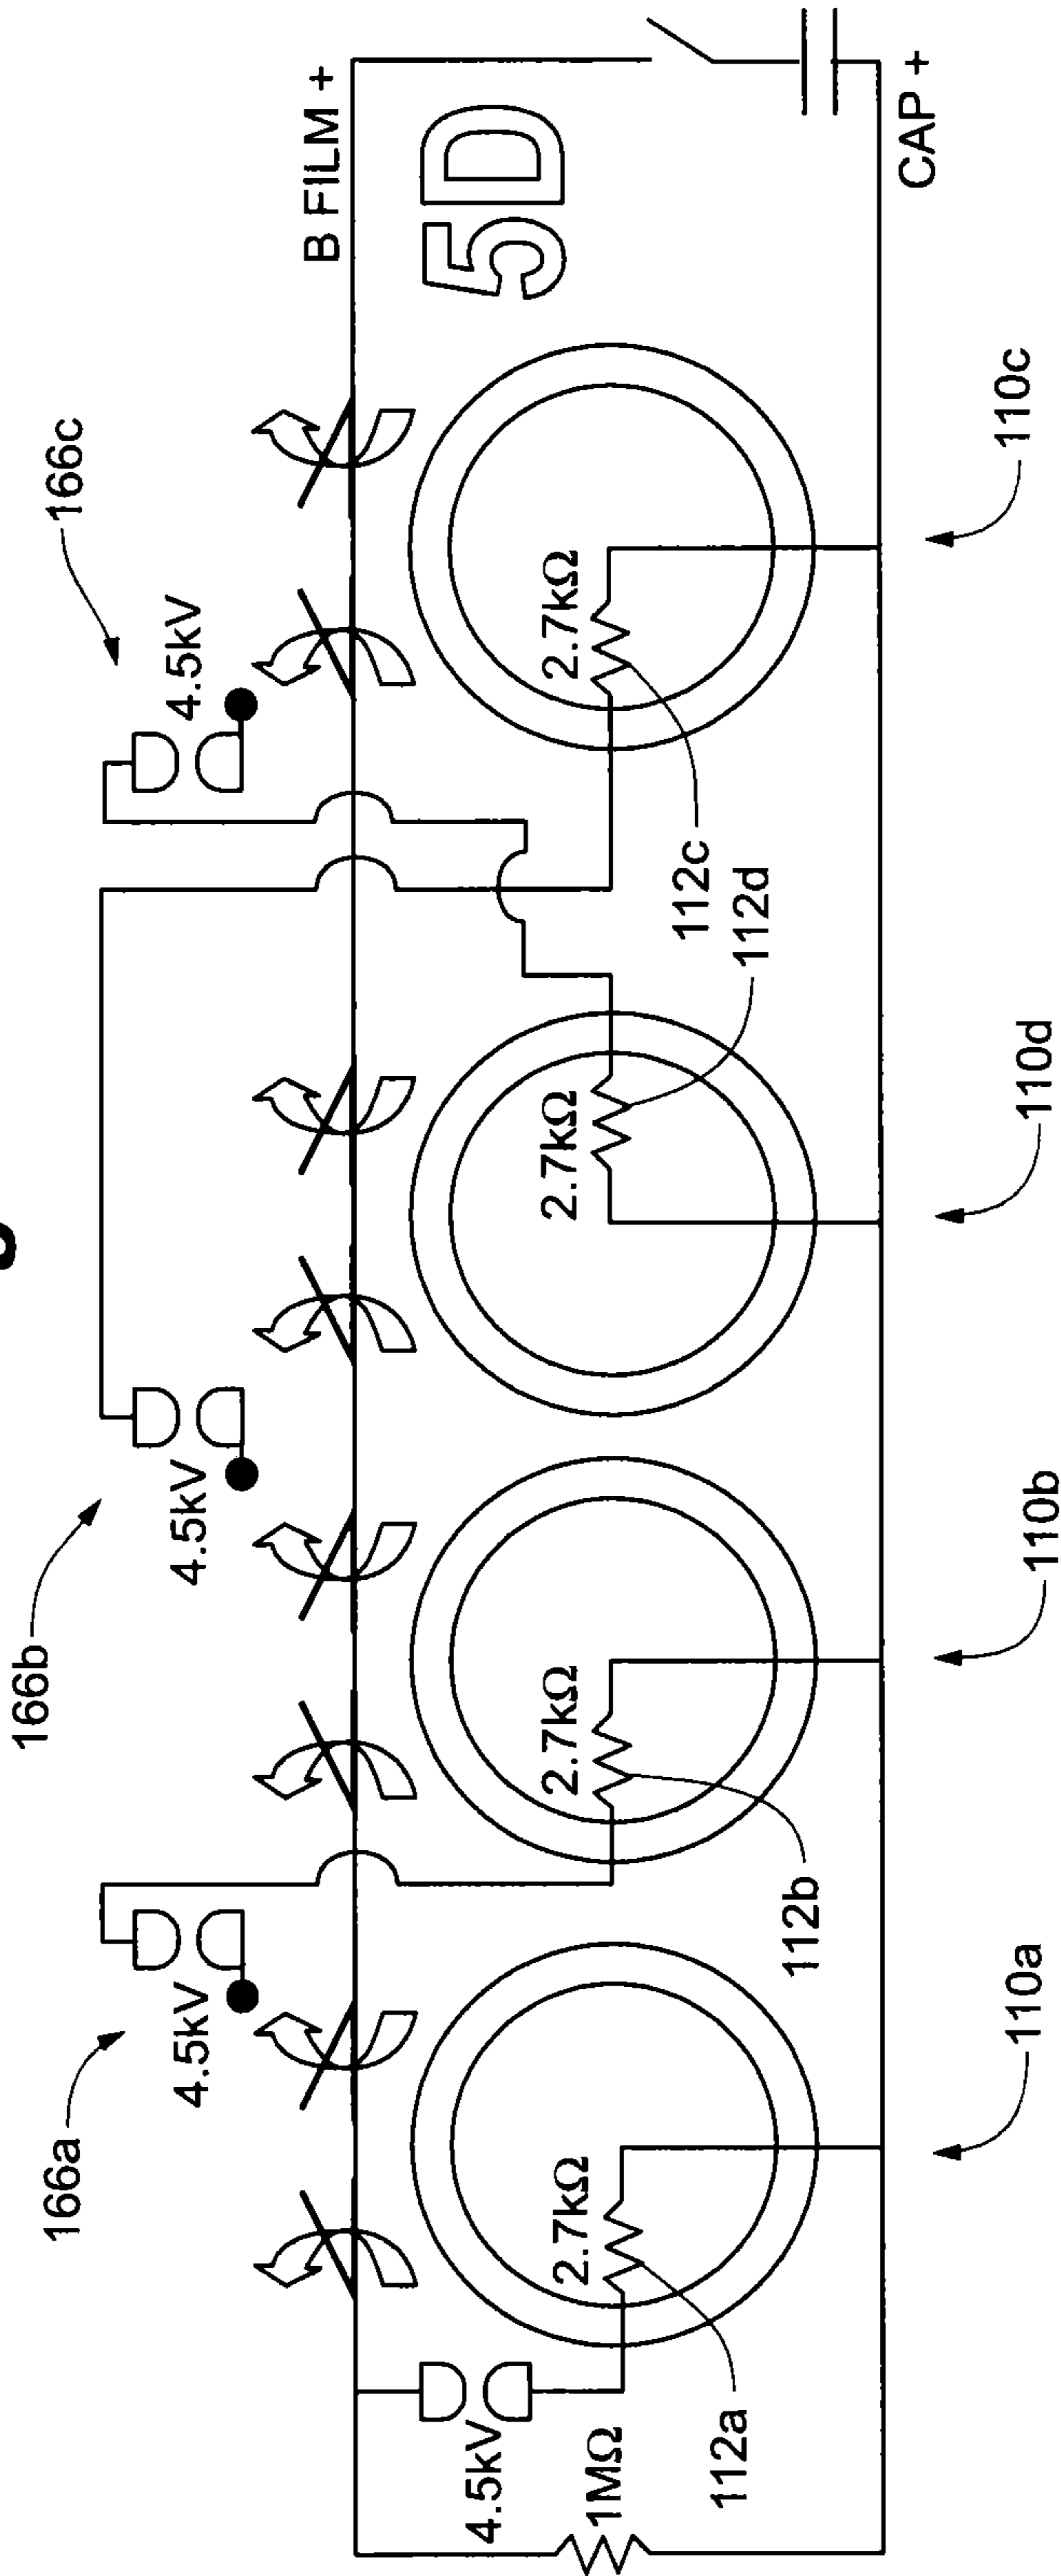 166b
166a
166c
4.5kV
4.5kV
4.5kV
B FILM +
5D
4.5kV
2.7kΩ
2.7kΩ
2.7kΩ
2.7kΩ
1MΩ
112a
112b
112d
112c
CAP +
110a
110b
110d
110c